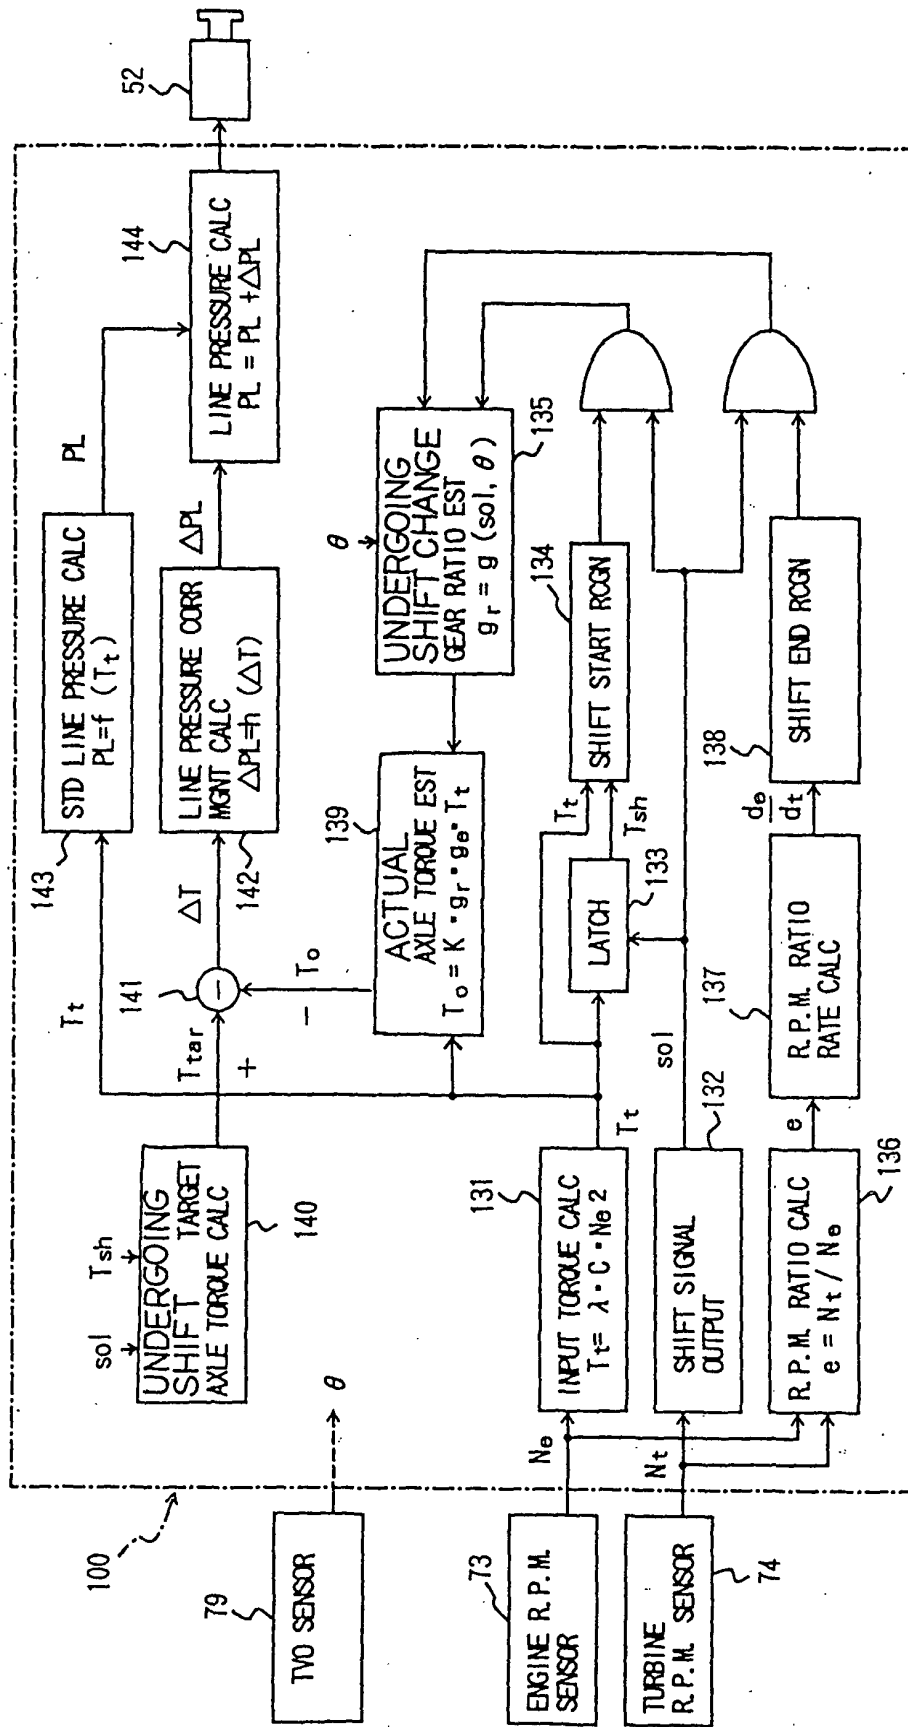 100
79
TVO SENSOR
θ
73
ENGINE R.P.M.
SENSOR
74
TURBINE
R.P.M. SENSOR
Ne
Nt
sol
Tsh
UNDERGOING
SHIFT TARGET
AXLE TORQUE CALC
140
131
INPUT TORQUE CALC
Tt= λ・C・Ne2
132
SHIFT SIGNAL
OUTPUT
136
R.P.M. RATIO CALC
e = Nt / Ne
Tt
Ttar
+
141
−
−
To
ΔT
Tt
sol
e
137
R.P.M. RATIO
RATE CALC
de
dt
143
STD LINE PRESSURE CALC
PL=f (Tt)
142
LINE PRESSURE CORR
MGNT CALC
ΔPL=h (ΔT)
139
ACTUAL
AXLE TORQUE EST
To = K・gr・ge・Tt
133
LATCH
Tt
Tsh
134
SHIFT START RCGN
138
SHIFT END RCGN
θ
135
UNDERGOING
SHIFT CHANGE
GEAR RATIO EST
gr = g (sol, θ)
PL
ΔPL
144
LINE PRESSURE CALC
PL = PL +ΔPL
52